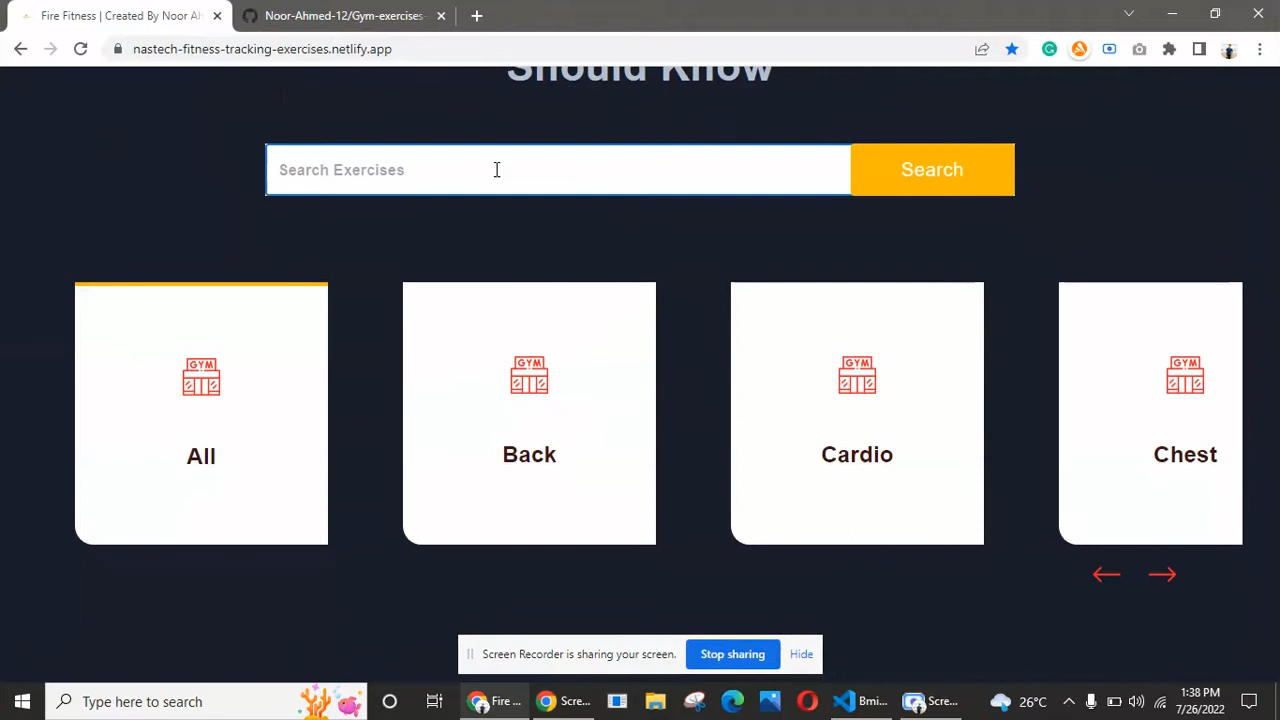 Fire Fitness | Created By Noor Ah
Noor-Ahmed-12/Gym-exercises-
nastech-fitness-tracking-exercises.netlify.app
Should Know
Search Exercises
Search
GYM
GYM
GYM
GYM
All
Back
Cardio
Chest
Screen Recorder is sharing your screen.
Stop sharing
Hide
Type here to search
Fire ...
Scre...
Bmi...
Scre...
26°C
1:38 PM
7/26/2022